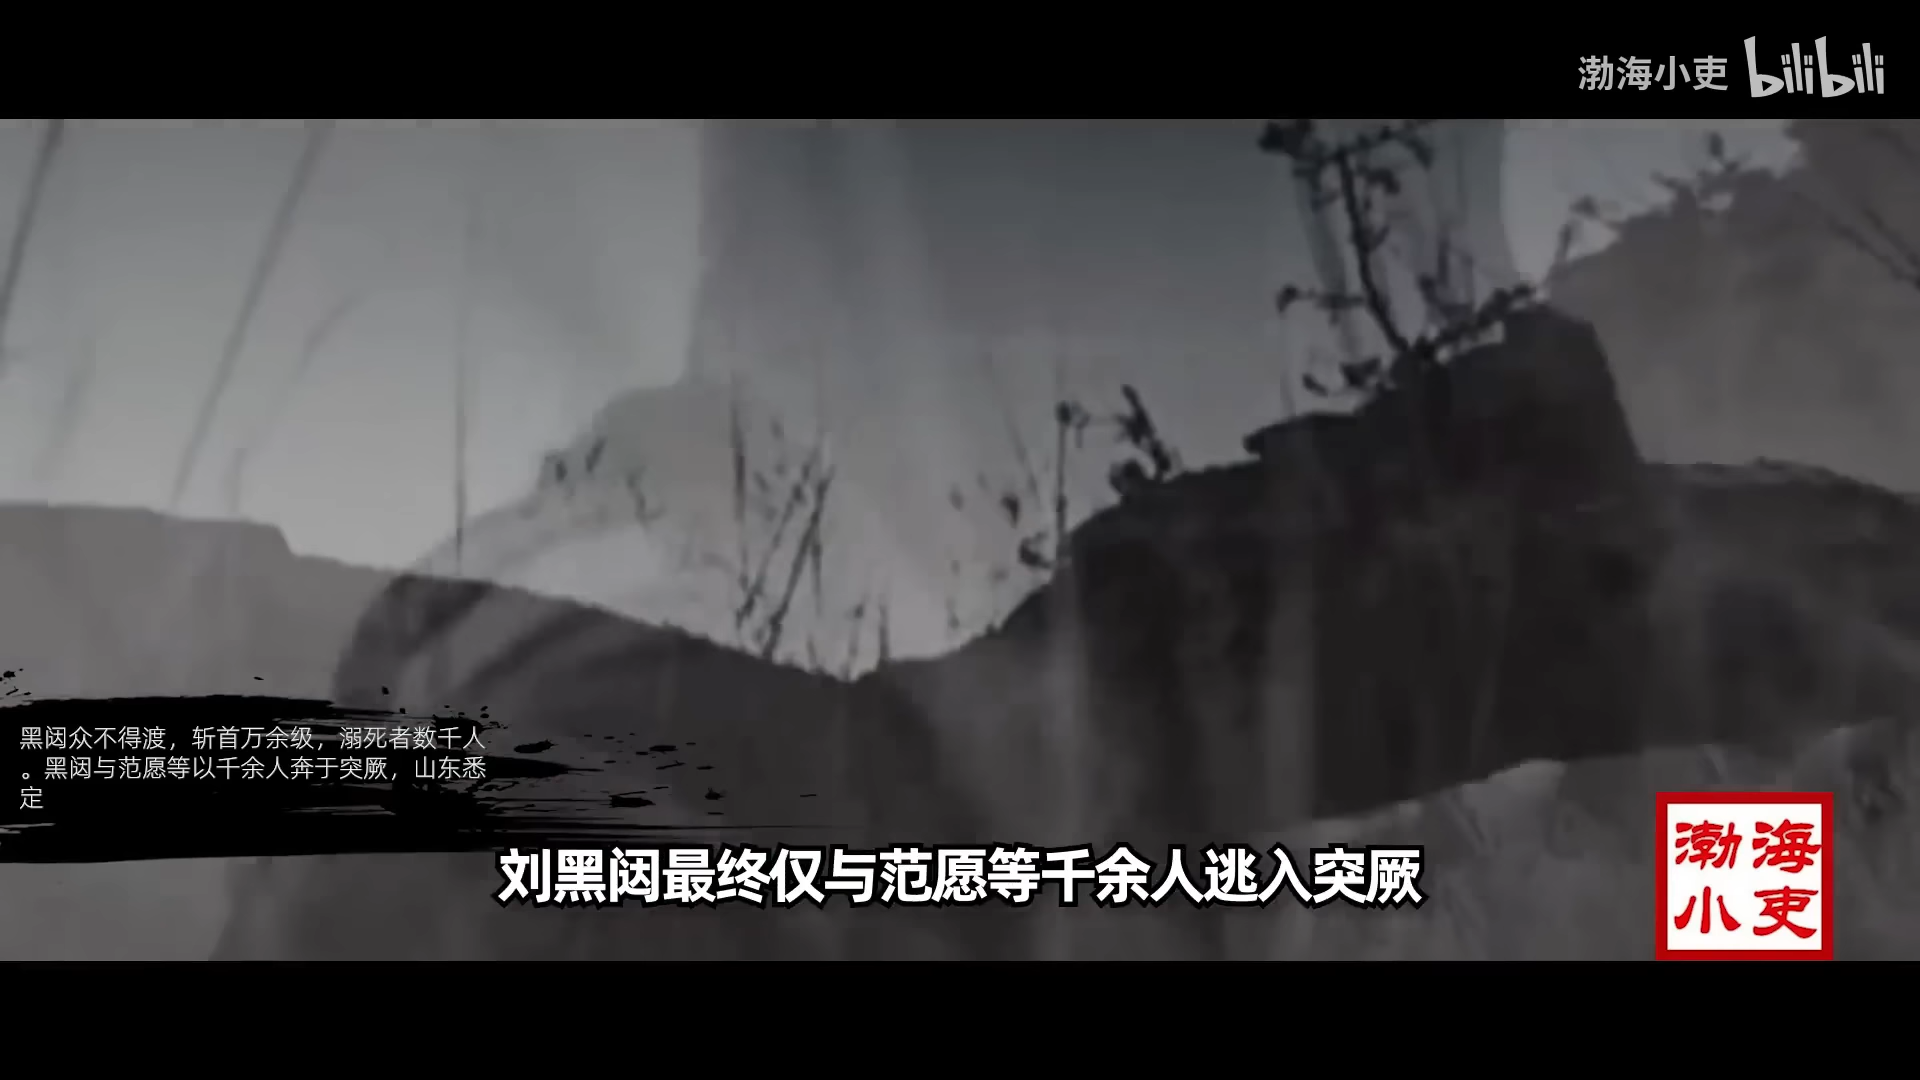 渤海小吏 bilibili
黑闼众不得渡，斩首万余级，溺死者数千人
。黑闼与范愿等以千余人奔于突厥，山东悉
定
刘黑闼最终仅与范愿等千余人逃入突厥
渤海
小吏